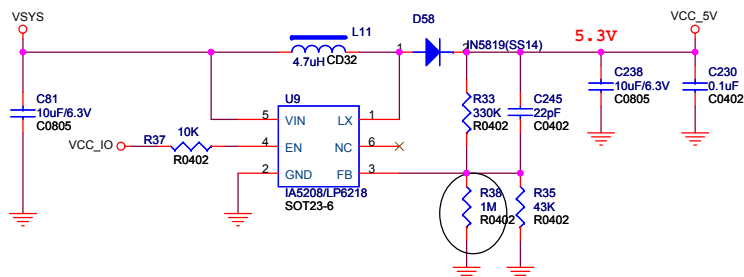 VSYS
L11
4.7uH CD32
D58
1
2
IN5819(SS14)
5.3V
VCC_5V
C81
10uF/6.3V
C0805
VCC_IO
R37
10K
R0402
U9
5 VIN
4 EN
2 GND
LX 1
NC 6
FB 3
IA5208/LP6218
SOT23-6
R33
330K
R0402
C245
22pF
C0402
C238
10uF/6.3V
C0805
C230
0.1uF
C0402
R38
1M
R0402
R35
43K
R0402